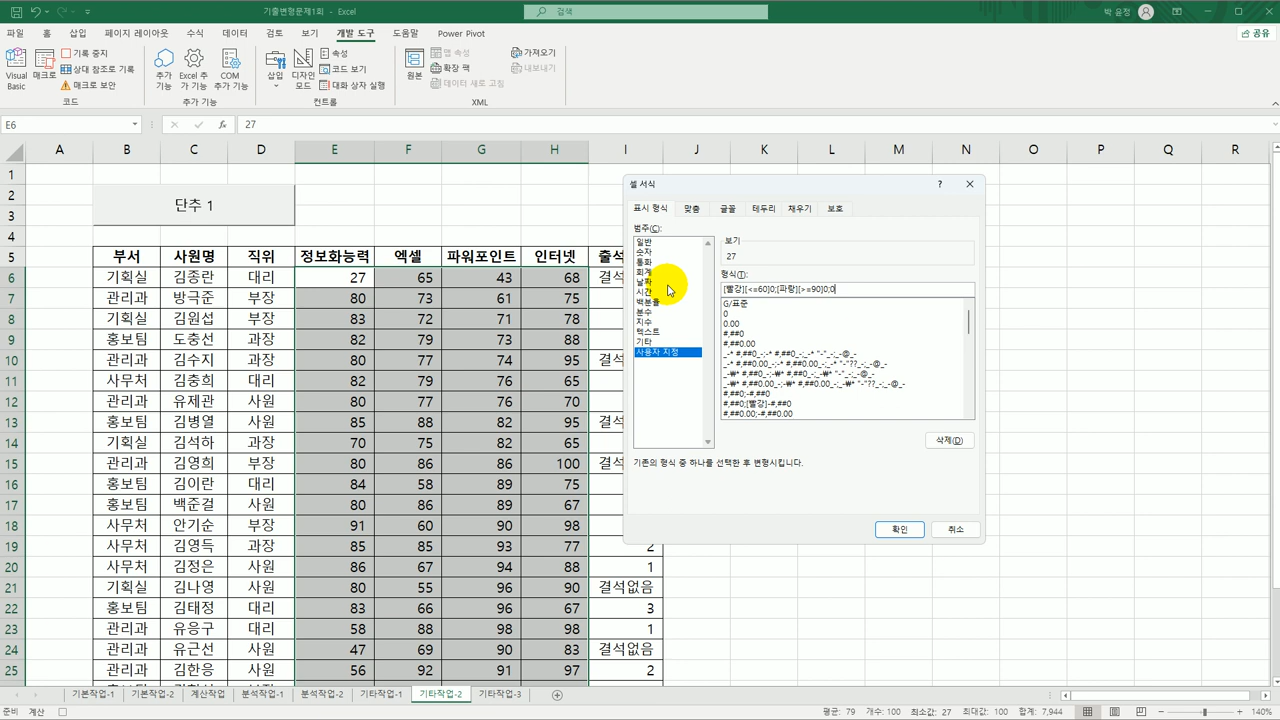 기출변형문제1회 - Excel
검색
박 윤정
파일 홈 삽입 페이지 레이아웃 수식 데이터 검토 보기 개발 도구 도움말 Power Pivot
공유
Visual Basic
매크로
기록 중지
상대 참조로 기록
매크로 보안
코드
추가 기능
Excel 추가 기능
COM 추가 기능
추가 기능
삽입
디자인 모드
속성
코드 보기
대화 상자 실행
컨트롤
원본
맵 속성
확장 팩
데이터 새로 고침
가져오기
내보내기
XML
E6
fx
27
A B C D E F G H I J K L M N O P Q R
1
2
3
단추 1
4
5 부서 사원명 직위 정보화능력 엑셀 파워포인트 인터넷 출석
6 기획실 김종란 대리 27 65 43 68 결석
7 관리과 방극준 부장 80 73 61 75
8 관리과 김원섭 부장 83 72 71 78
9 홍보팀 도충선 과장 82 79 73 88
10 관리과 김수지 과장 80 77 74 95 결석
11 사무처 김충희 대리 82 79 76 65
12 관리과 유제관 사원 80 77 76 70
13 홍보팀 김병열 사원 85 88 82 95 결석
14 기획실 김석하 과장 70 75 82 65
15 관리과 김영희 부장 80 86 86 100 결석
16 홍보팀 김이란 대리 84 58 89 75
17 홍보팀 백준걸 사원 80 86 89 67
18 사무처 안기순 부장 91 60 90 98
19 사무처 김영득 과장 85 85 93 77 2
20 사무처 김정은 사원 86 67 94 88 1
21 기획실 김나영 사원 80 55 96 90 결석없음
22 홍보팀 김태정 대리 83 66 96 67 3
23 관리과 유응구 대리 58 88 98 98 1
24 관리과 유근선 사원 47 69 90 83 결석없음
25 관리과 김한응 사원 56 92 91 97 2
셀 서식
?
표시 형식 맞춤 글꼴 테두리 채우기 보호
범주(C):
일반
숫자
통화
회계
날짜
시간
백분율
분수
지수
텍스트
기타
사용자 지정
보기
27
형식(T):
[빨강][<=60]0;[파랑][>=90]0;0
G/표준
0
0.00
#,##0
#,##0.00
_-* #,##0_-;-* #,##0_-;_-* "-"_-;_-@_-
_-* #,##0.00_-;-* #,##0.00_-;_-* "-"??_-;_-@_-
_-₩* #,##0_-;-₩* #,##0_-;_-₩* "-"_-;_-@_-
_-₩* #,##0.00_-;-₩* #,##0.00_-;_-₩* "-"??_-;_-@_-
#,##0;-#,##0
#,##0;[빨강]-#,##0
#,##0.00;-#,##0.00
삭제(D)
기존의 형식 중 하나를 선택한 후 변형시킵니다.
확인 취소
기본작업-1 기본작업-2 계산작업 분석작업-1 분석작업-2 기타작업-1 기타작업-2 기타작업-3
준비 계산 평균: 79 개수: 100 최소값: 27 최대값: 100 합계: 7,944 140%